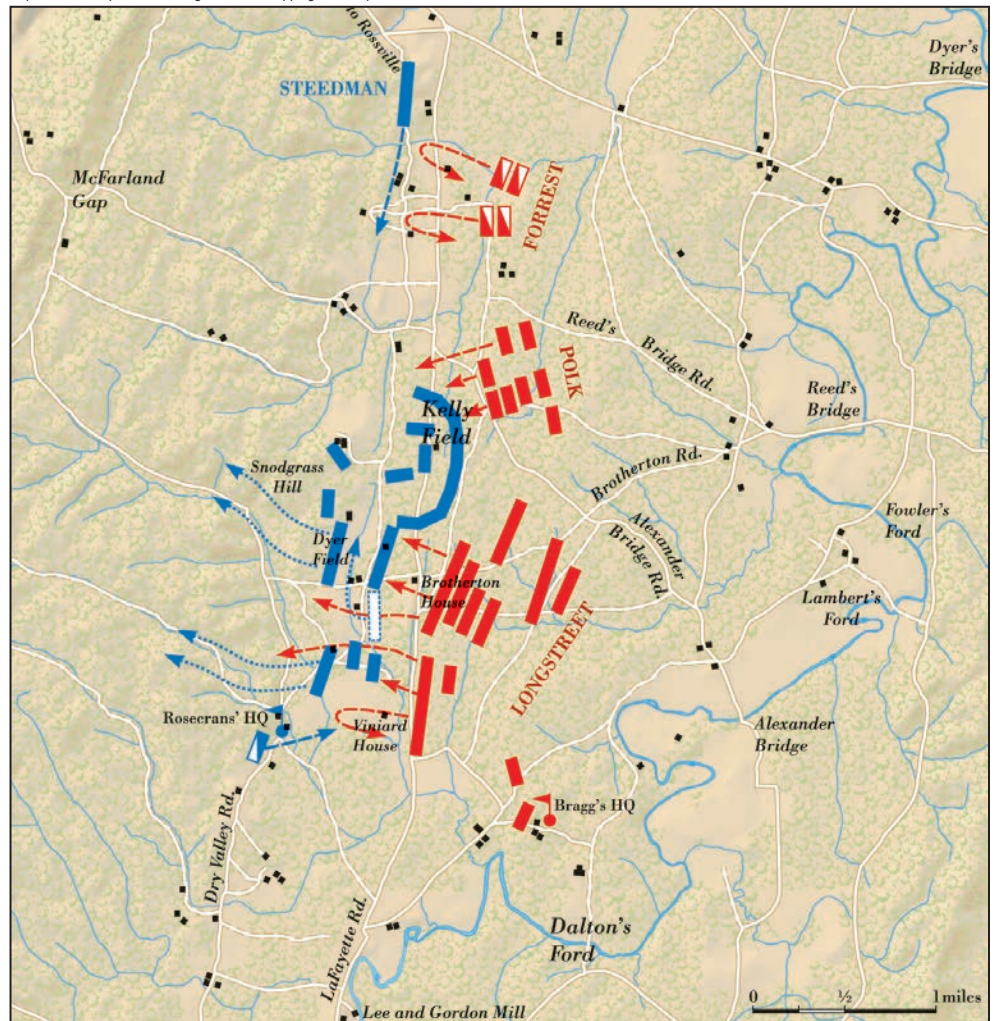 to Rossville
Dyer's
Bridge
STEEDMAN
McFarland
Gap
FORREST
Reed's
Bridge Rd.
POLK
Reed's
Bridge
Kelly
Field
Brotherton Rd.
Snodgrass
Hill
Fowler's
Ford
Alexander
Bridge Rd.
Dyer
Field
Brotherton
House
Lambert's
Ford
LONGSTREET
Rosecrans' HQ
Viniard
House
Alexander
Bridge
Bragg's HQ
Dry Valley Rd.
LaFayette Rd.
Dalton's
Ford
0 ½ 1 miles
Lee and Gordon Mill